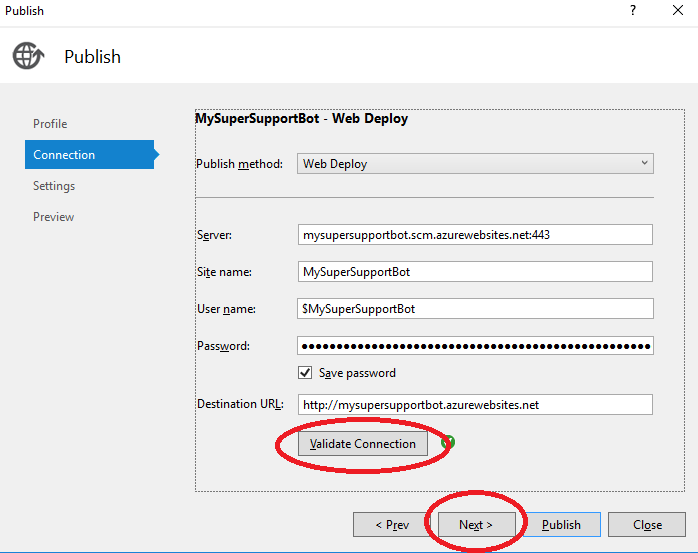 Publish
? ×
Publish
Profile
Connection
Settings
Preview
MySuperSupportBot - Web Deploy
Publish method: Web Deploy
Server: mysupersupportbot.scm.azurewebsites.net:443
Site name: MySuperSupportBot
User name: $MySuperSupportBot
Password: ●●●●●●●●●●●●●●●●●●●●●●●●●●●●●●●●●●●●●●●●●●●●●●●●●●
Save password
Destination URL: http://mysupersupportbot.azurewebsites.net
Validate Connection
< Prev Next > Publish Close